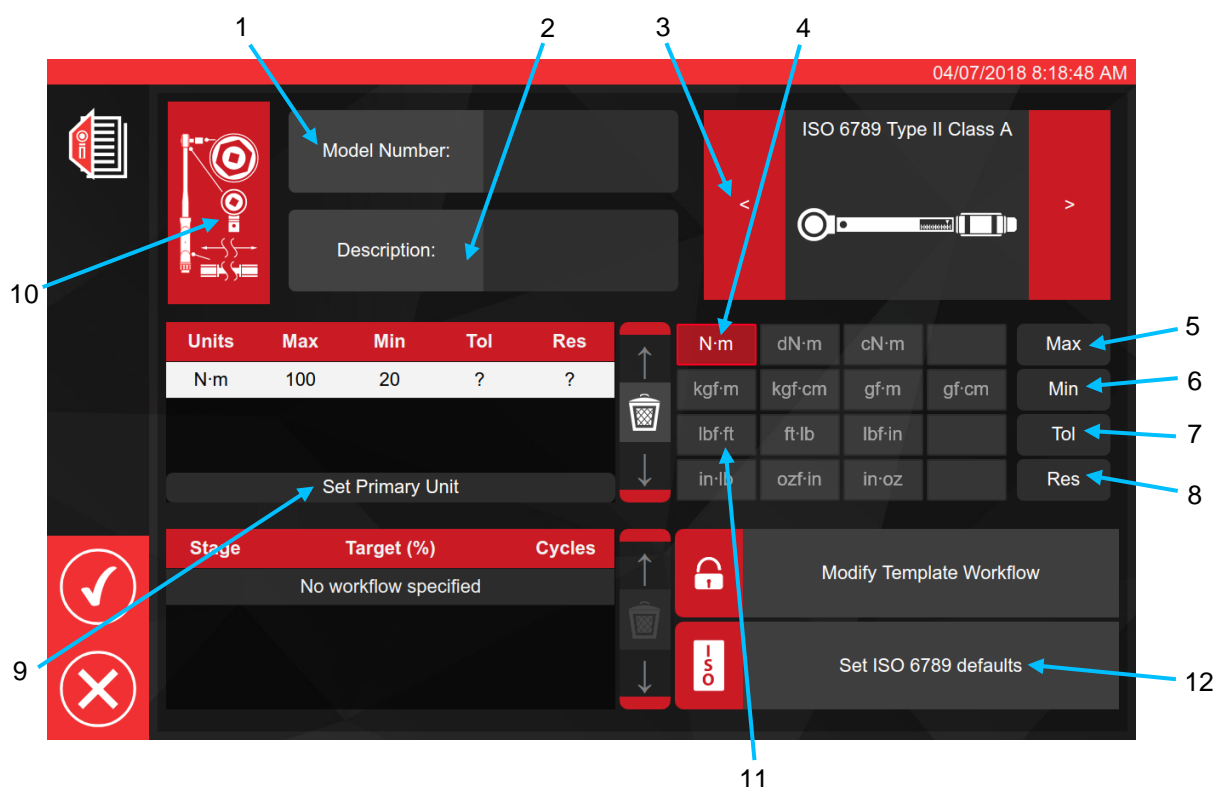 1 2 3 4
04/07/2018 8:18:48 AM
Model Number:
ISO 6789 Type II Class A
< >
Description:
10
Units Max Min Tol Res
N·m 100 20 ? ?
Set Primary Unit
N·m dN·m cN·m Max 5
kgf·m kgf·cm gf·m gf·cm Min 6
lbf·ft ft·lb lbf·in Tol 7
in·lb ozf·in in·oz Res 8
Stage Target (%) Cycles
No workflow specified
Modify Template Workflow
9
ISO
Set ISO 6789 defaults
12
11